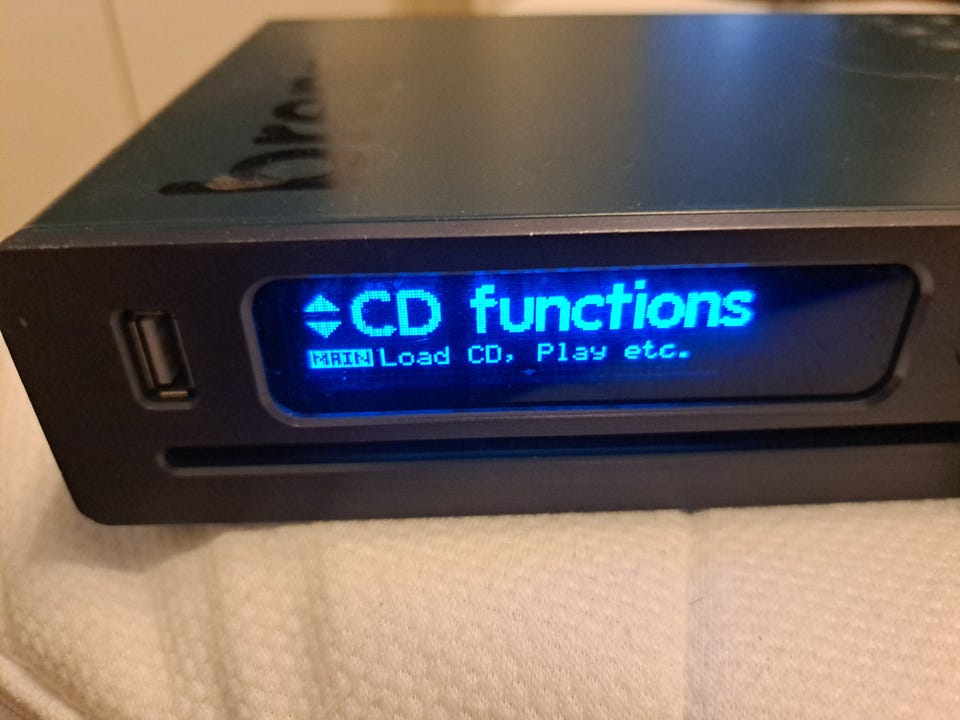 CD functions
MAIN Load CD, Play etc.